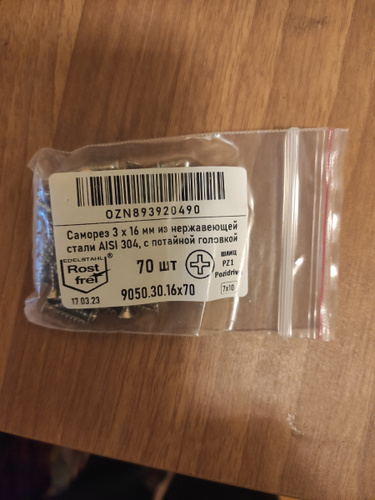 OZN893920490
Саморез 3 х 16 мм из нержавеющей
стали AISI 304, с потайной головкой
EDELSTAHL
Rost
frei
17.03.23
70 шт
шлиц
PZ1
Pozidriv
9050.30.16x70
7x10